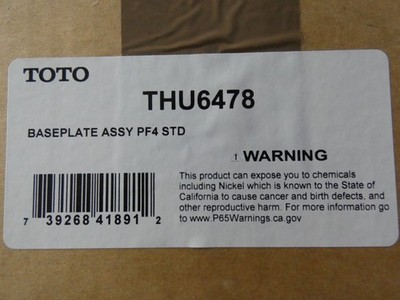 TOTO
THU6478
BASEPLATE ASSY PF4 STD
! WARNING
This product can expose you to chemicals
including Nickel which is known to the State of
California to cause cancer and birth defects, and
other reproductive harm. For more information go
to www.P65Warnings.ca.gov
7 39268 41891 2